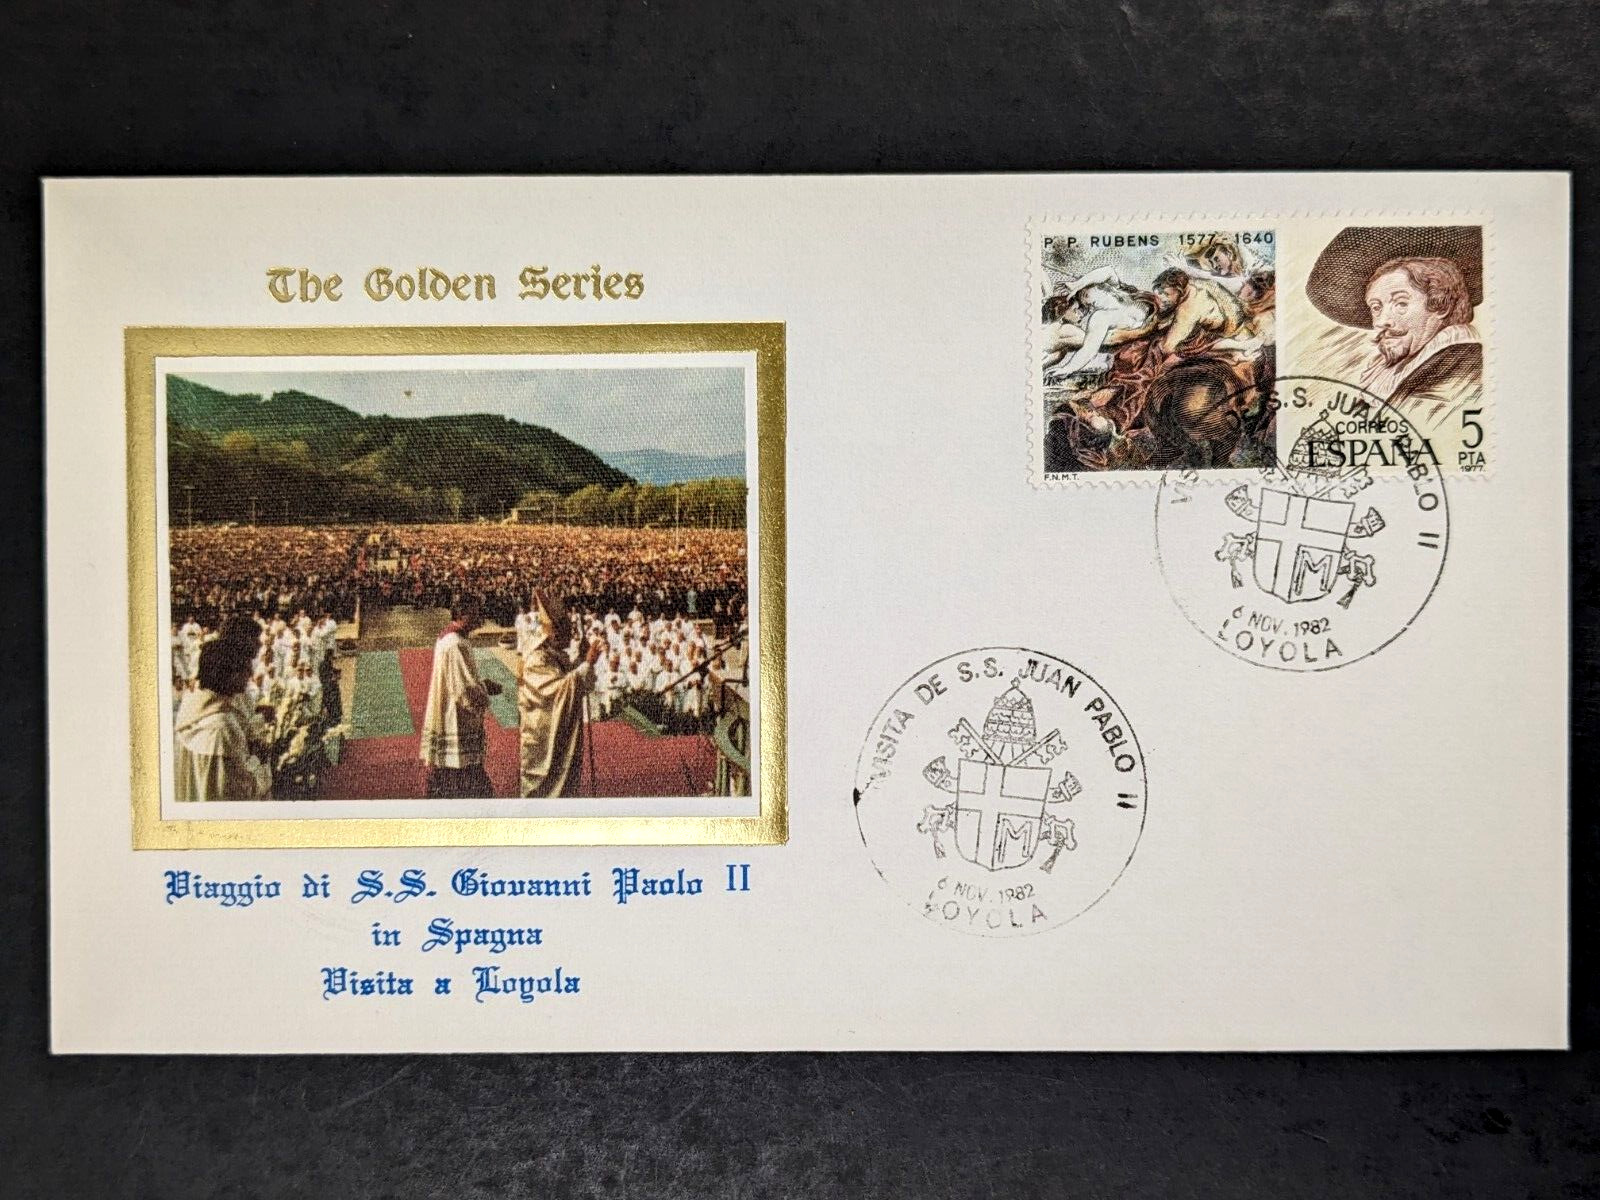 The Golden Series
P. P. RUBENS 1577-1640
CORREOS
ESPAÑA
5
PTA
1977.
F.N.M.T.
S.S. JUAN PABLO II
M
6 NOV. 1982
LOYOLA
VISITA DE S.S. JUAN PABLO II
M
6 NOV. 1982
LOYOLA
Viaggio di S.S. Giovanni Paolo II
in Spagna
Visita a Loyola